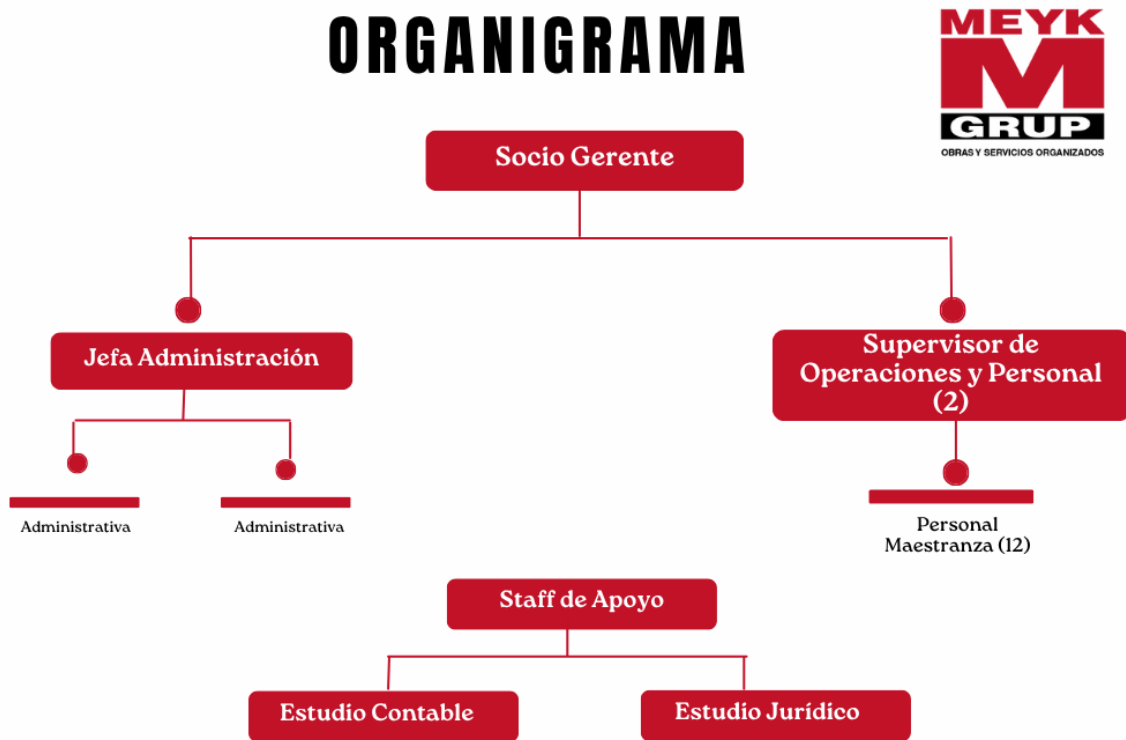 ORGANIGRAMA
MEYK
M
GRUP
OBRAS Y SERVICIOS ORGANIZADOS
Socio Gerente
Jefa Administración
Supervisor de
Operaciones y Personal
(2)
Administrativa
Administrativa
Personal
Maestranza (12)
Staff de Apoyo
Estudio Contable
Estudio Jurídico